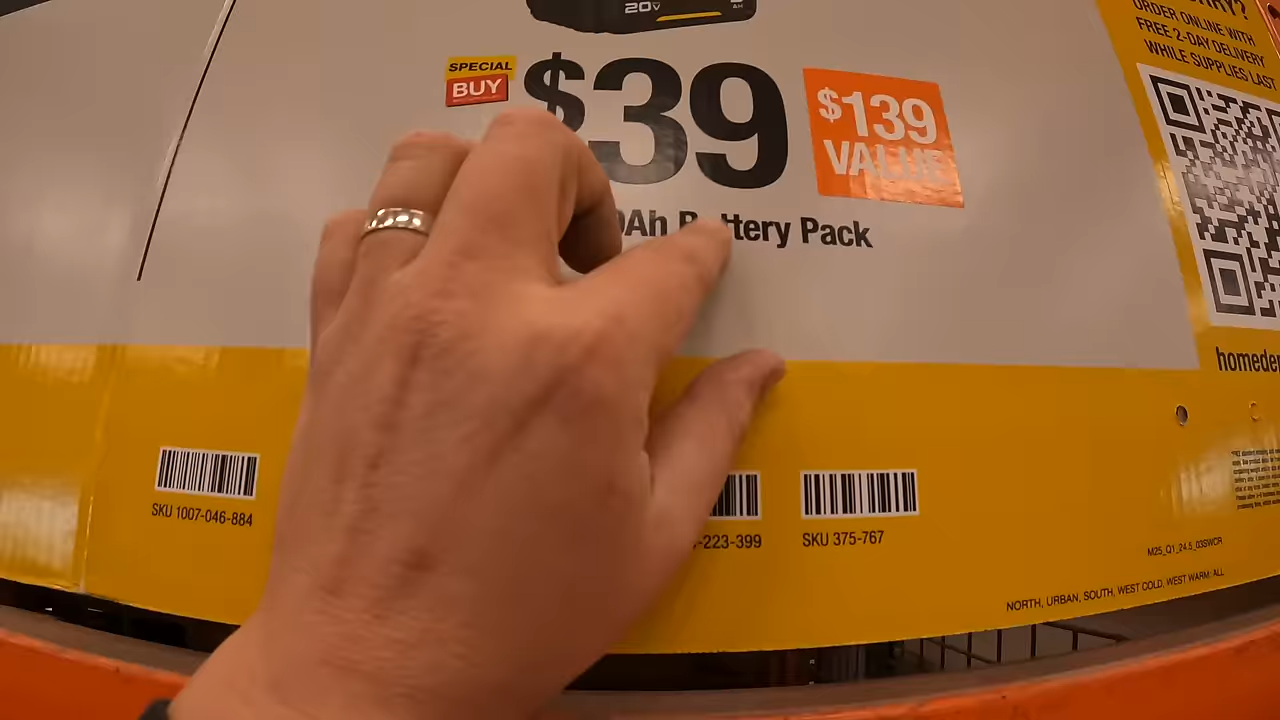 20V
AH
SPECIAL
BUY
$39
$139
VALUE
0Ah Battery Pack
?
ORDER ONLINE WITH
FREE 2-DAY DELIVERY
WHILE SUPPLIES LAST
homede
SKU 1007-046-884
-223-399
SKU 375-767
M25_Q1_24.5_03SWCR
NORTH, URBAN, SOUTH, WEST COLD, WEST WARM: ALL